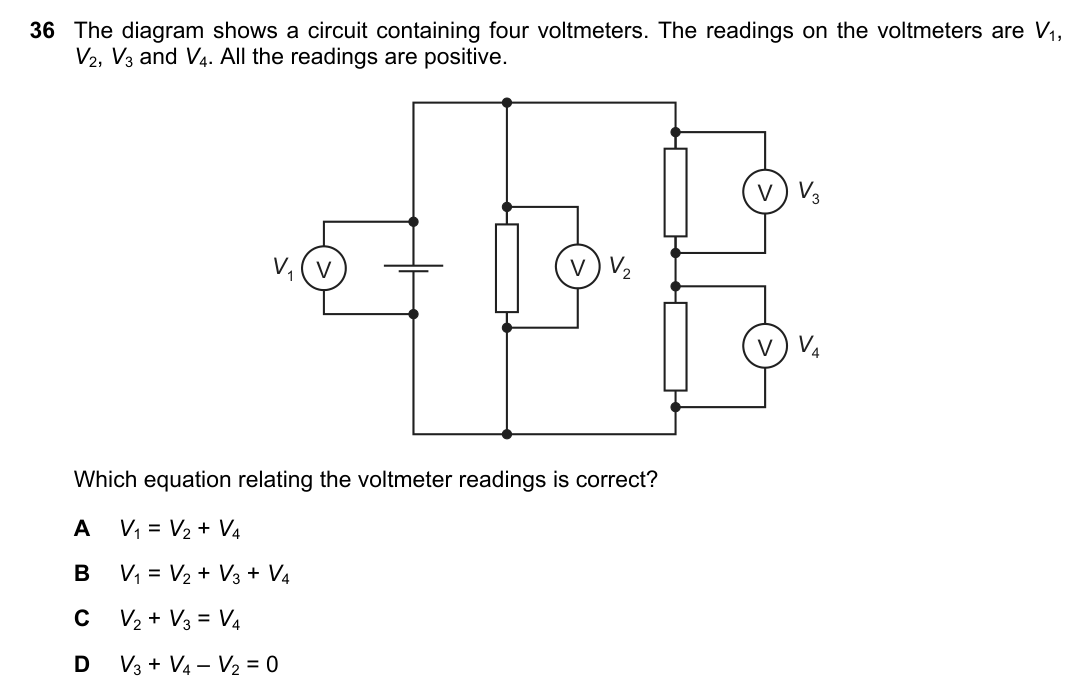 36 The diagram shows a circuit containing four voltmeters. The readings on the voltmeters are V₁,
V₂, V₃ and V₄. All the readings are positive.
V V₃
V₁ V
V V₂
V V₄
Which equation relating the voltmeter readings is correct?
A V₁ = V₂ + V₄
B V₁ = V₂ + V₃ + V₄
C V₂ + V₃ = V₄
D V₃ + V₄ – V₂ = 0